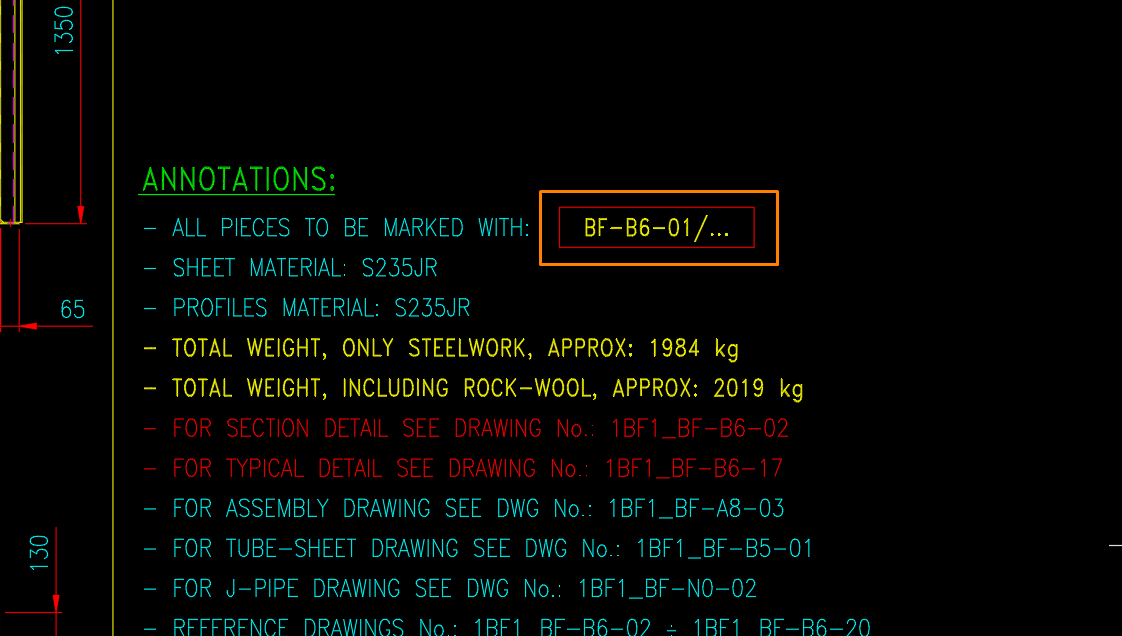 1350
ANNOTATIONS:
- ALL PIECES TO BE MARKED WITH: BF-B6-01/...
- SHEET MATERIAL: S235JR
- PROFILES MATERIAL: S235JR
65
- TOTAL WEIGHT, ONLY STEELWORK, APPROX: 1984 kg
- TOTAL WEIGHT, INCLUDING ROCK-WOOL, APPROX: 2019 kg
- FOR SECTION DETAIL SEE DRAWING No.: 1BF1_BF-B6-02
- FOR TYPICAL DETAIL SEE DRAWING No.: 1BF1_BF-B6-17
- FOR ASSEMBLY DRAWING SEE DWG No.: 1BF1_BF-A8-03
- FOR TUBE-SHEET DRAWING SEE DWG No.: 1BF1_BF-B5-01
130
- FOR J-PIPE DRAWING SEE DWG No.: 1BF1_BF-N0-02
- REFERENCE DRAWINGS No.: 1BF1_BF-B6-02 ÷ 1BF1_BF-B6-20